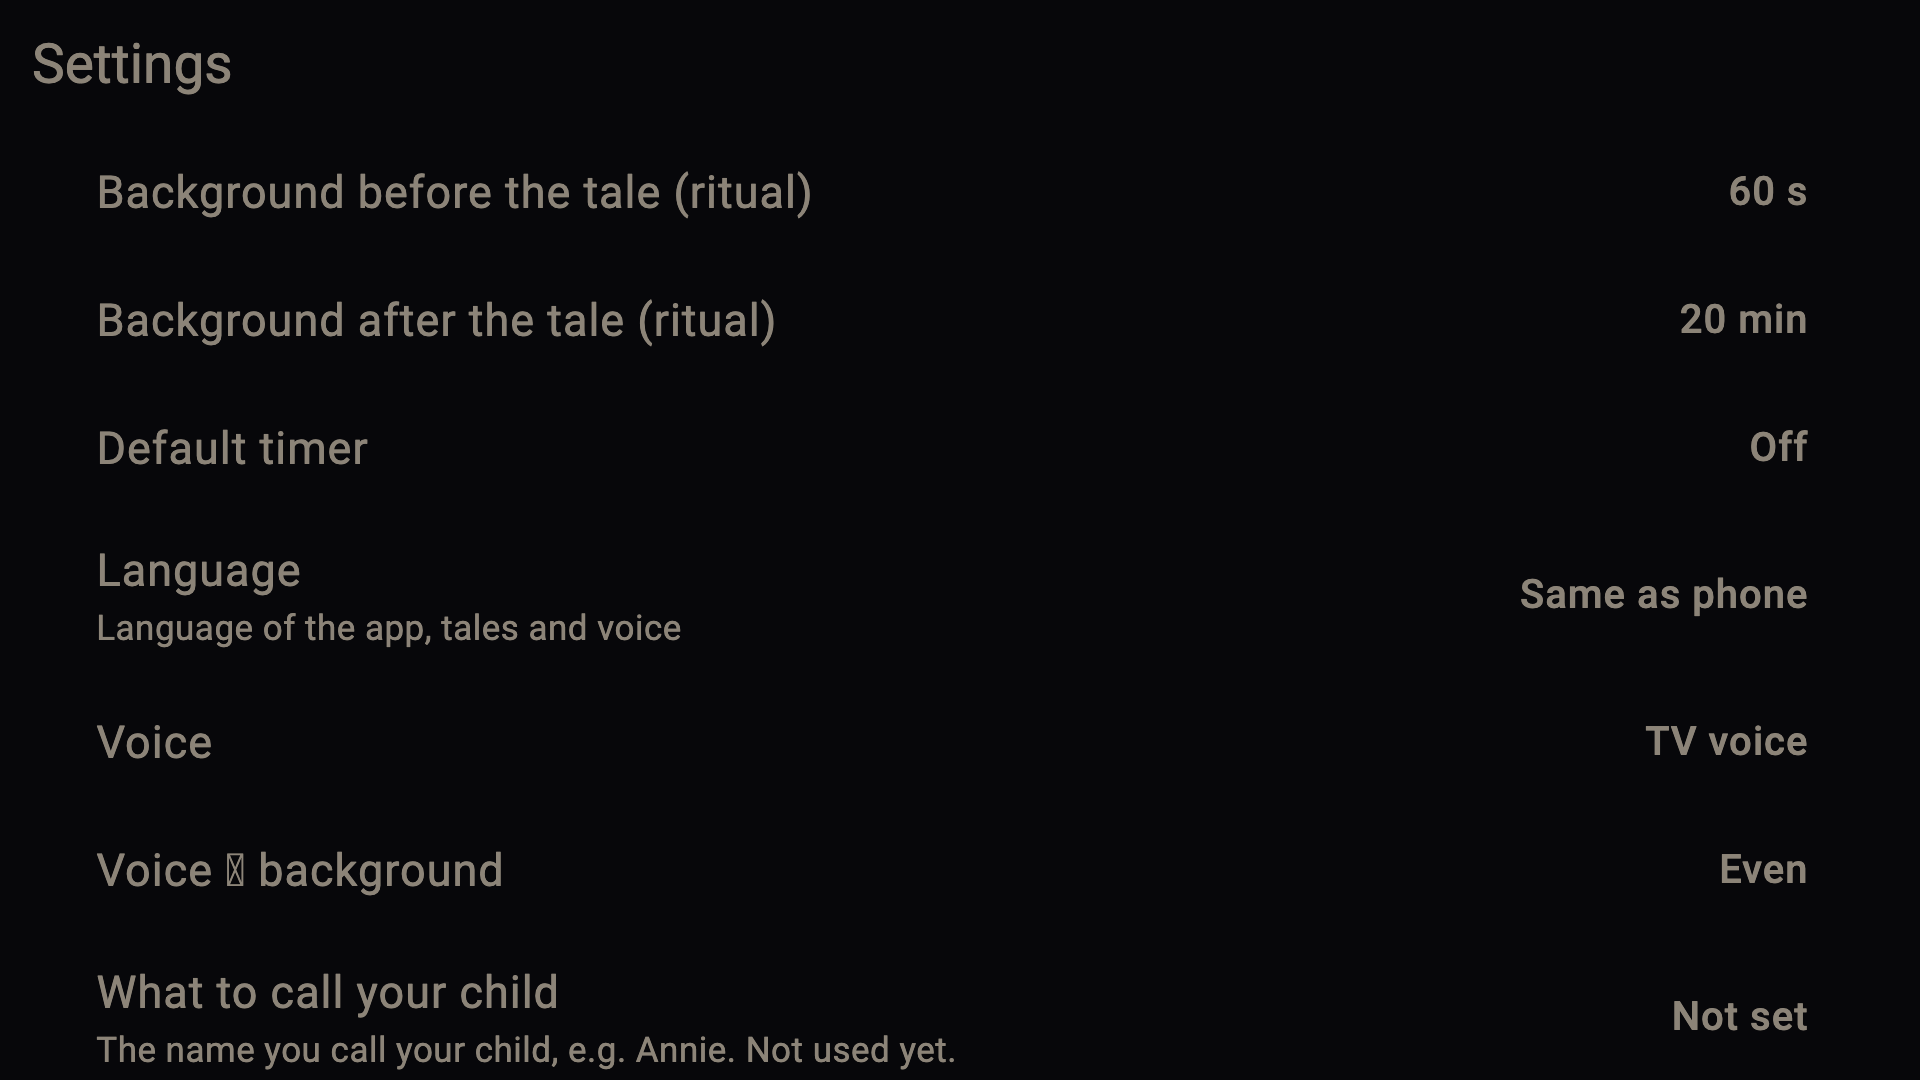 Settings
Background before the tale (ritual)
60 s
Background after the tale (ritual)
20 min
Default timer
Off
Language
Language of the app, tales and voice
Same as phone
Voice
TV voice
Voice background
Even
What to call your child
The name you call your child, e.g. Annie. Not used yet.
Not set